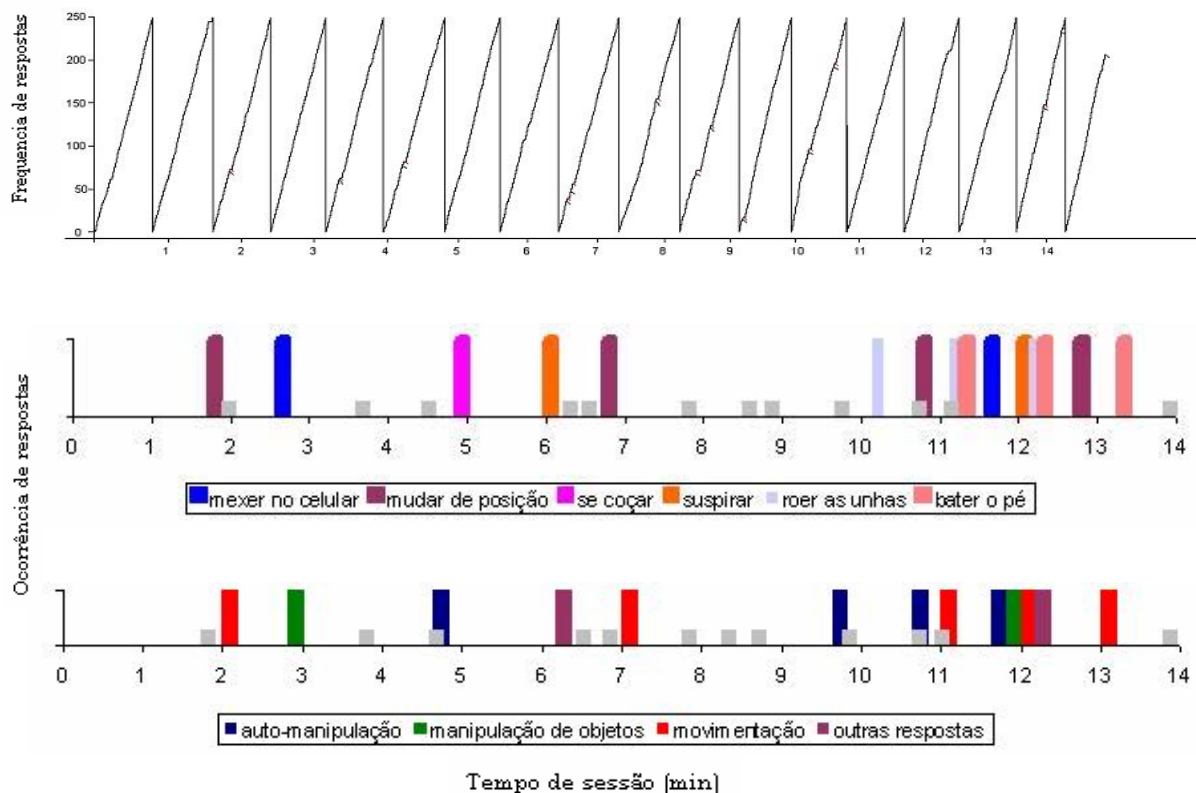 Frequencia de respostas
250
200
150
100
50
0
1 2 3 4 5 6 7 8 9 10 11 12 13 14
Ocorrência de respostas
0 1 2 3 4 5 6 7 8 9 10 11 12 13 14
mexer no celular mudar de posição se coçar suspirar roer as unhas bater o pé
0 1 2 3 4 5 6 7 8 9 10 11 12 13 14
auto-manipulação manipulação de objetos movimentação outras respostas
Tempo de sessão (min)